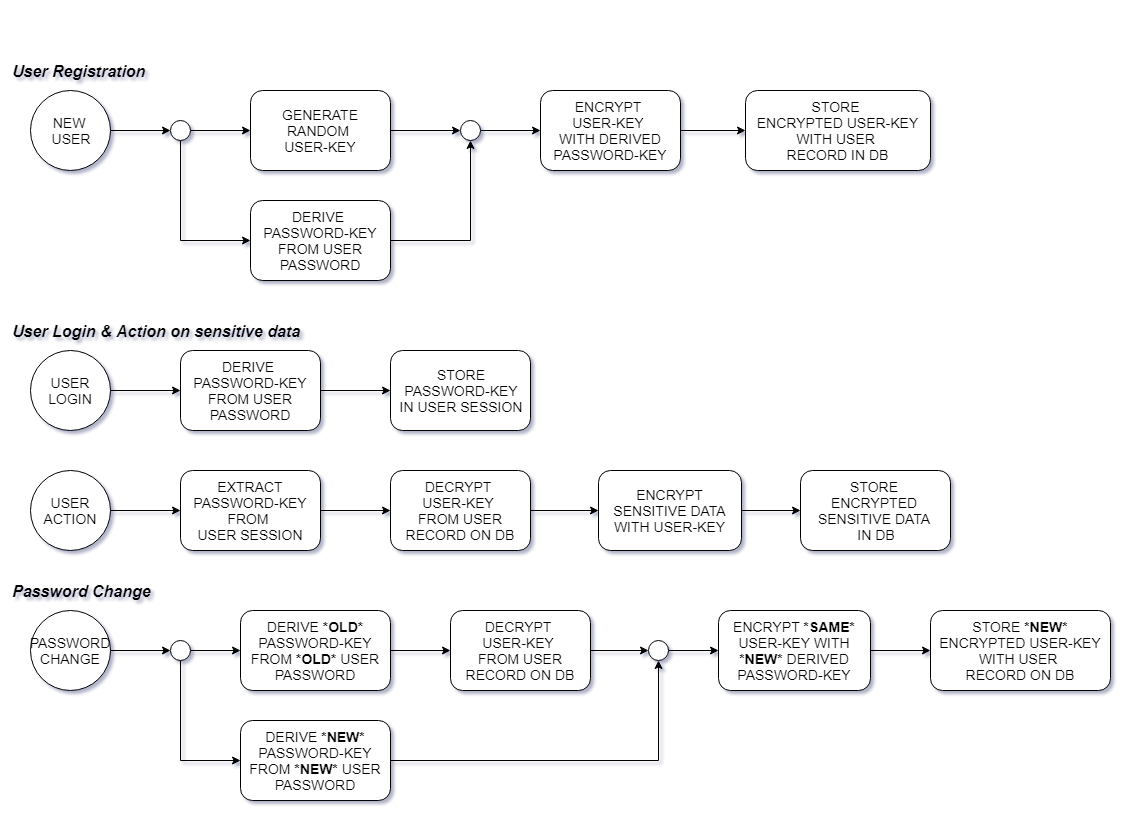 User Registration
NEW
USER
GENERATE
RANDOM
USER-KEY
ENCRYPT
USER-KEY
WITH DERIVED
PASSWORD-KEY
STORE
ENCRYPTED USER-KEY
WITH USER
RECORD IN DB
DERIVE
PASSWORD-KEY
FROM USER
PASSWORD
User Login & Action on sensitive data
USER
LOGIN
DERIVE
PASSWORD-KEY
FROM USER
PASSWORD
STORE
PASSWORD-KEY
IN USER SESSION
USER
ACTION
EXTRACT
PASSWORD-KEY
FROM
USER SESSION
DECRYPT
USER-KEY
FROM USER
RECORD ON DB
ENCRYPT
SENSITIVE DATA
WITH USER-KEY
STORE
ENCRYPTED
SENSITIVE DATA
IN DB
Password Change
PASSWORD
CHANGE
DERIVE *OLD*
PASSWORD-KEY
FROM *OLD* USER
PASSWORD
DECRYPT
USER-KEY
FROM USER
RECORD ON DB
ENCRYPT *SAME*
USER-KEY WITH
*NEW* DERIVED
PASSWORD-KEY
STORE *NEW*
ENCRYPTED USER-KEY
WITH USER
RECORD ON DB
DERIVE *NEW*
PASSWORD-KEY
FROM *NEW* USER
PASSWORD